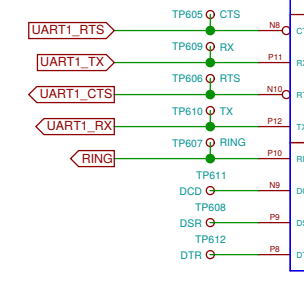 TP605 CTS
UART1_RTS N8
TP609 RX
UART1_TX P11
TP606 RTS
UART1_CTS N10
TP610 TX
UART1_RX P12 TX
TP607 RING
RING P10
TP611
DCD N9
TP608
DSR P9
TP612
DTR P8